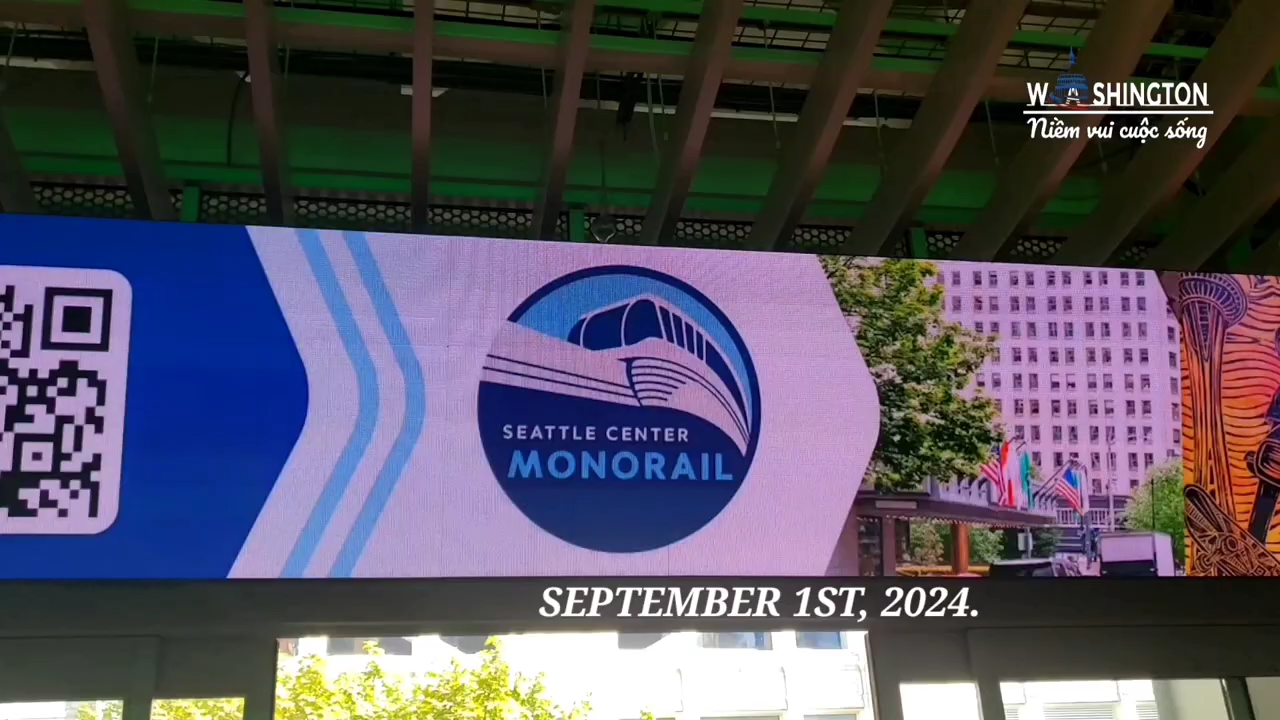 WASHINGTON
Niềm vui cuộc sống
SEATTLE CENTER
MONORAIL
SEPTEMBER 1ST, 2024.